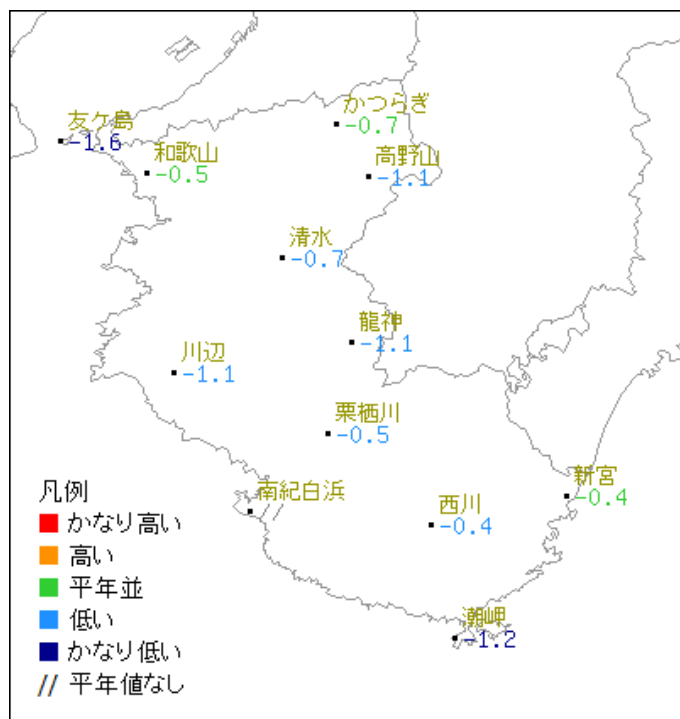 かつらぎ
-0.7
友ケ島
-1.6
和歌山
-0.5
高野山
-1.1
清水
-0.7
龍神
-1.1
川辺
-1.1
栗栖川
-0.5
南紀白浜
//
西川
-0.4
新宮
-0.4
潮岬
-1.2
凡例
かなり高い
高い
平年並
低い
かなり低い
// 平年値なし